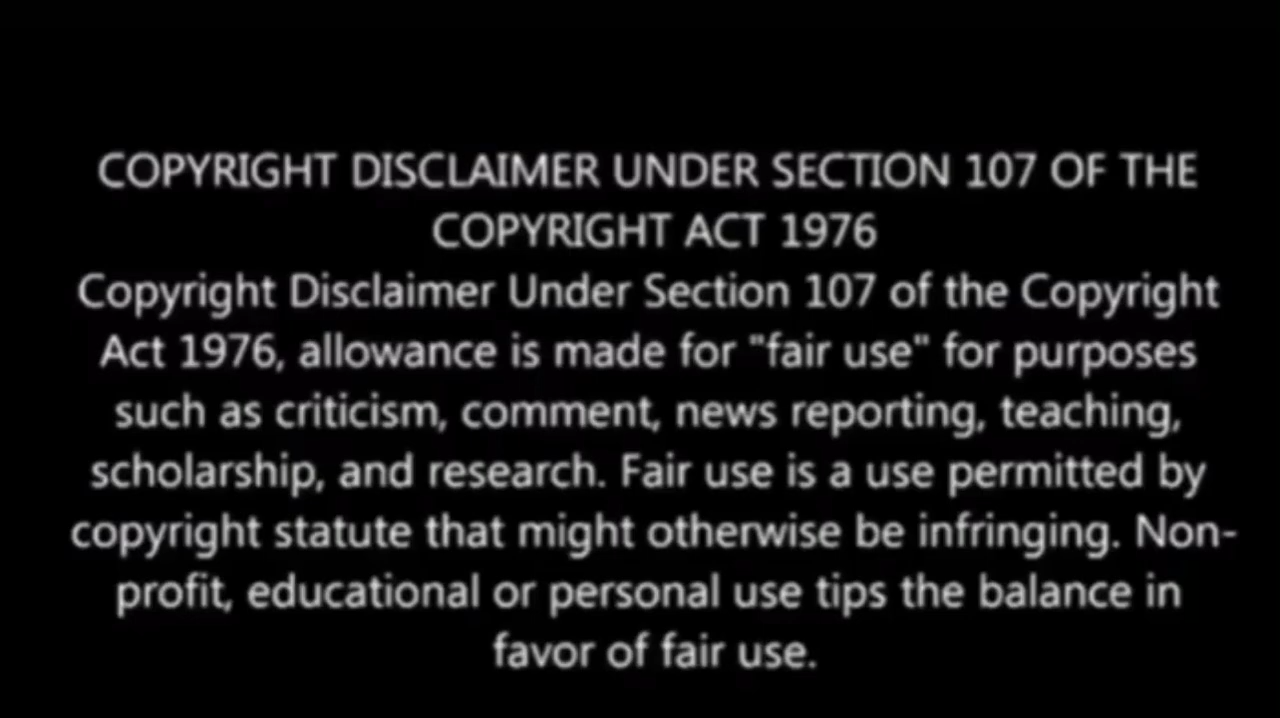 COPYRIGHT DISCLAIMER UNDER SECTION 107 OF THE
COPYRIGHT ACT 1976
Copyright Disclaimer Under Section 107 of the Copyright
Act 1976, allowance is made for "fair use" for purposes
such as criticism, comment, news reporting, teaching,
scholarship, and research. Fair use is a use permitted by
copyright statute that might otherwise be infringing. Non-
profit, educational or personal use tips the balance in
favor of fair use.